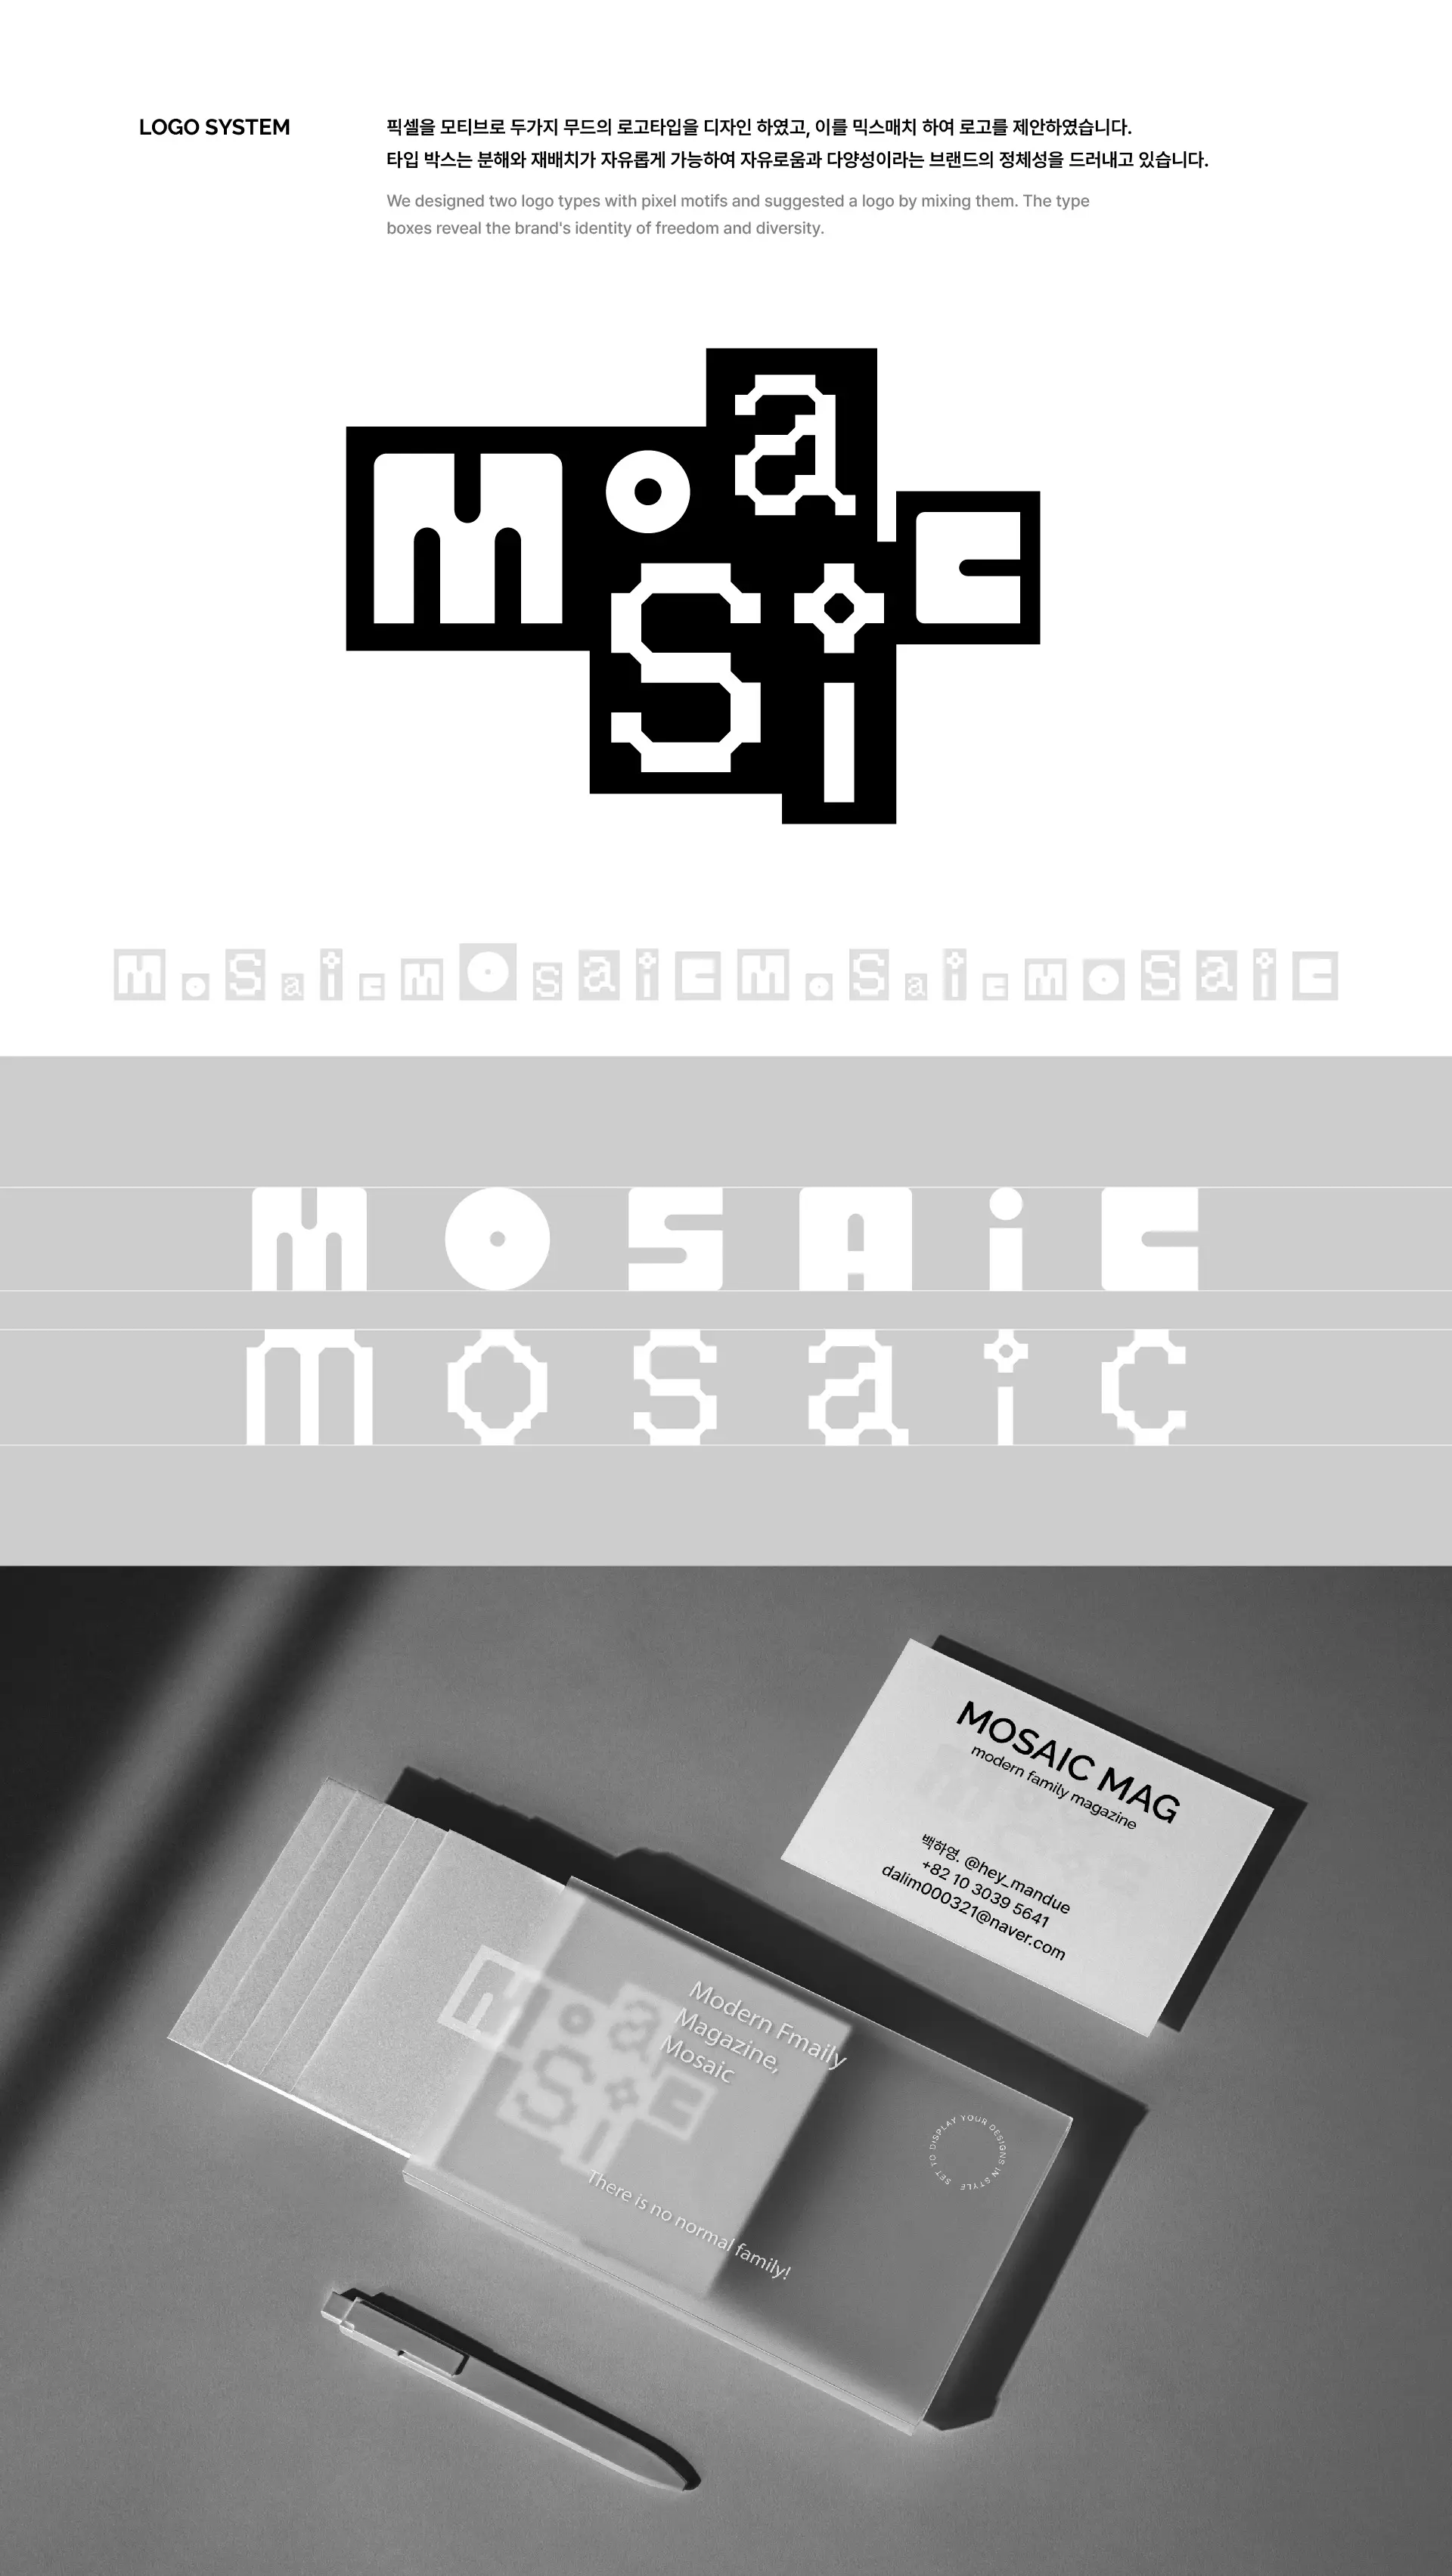 LOGO SYSTEM
픽셀을 모티브로 두가지 무드의 로고타입을 디자인 하였고, 이를 믹스매치 하여 로고를 제안하였습니다.
타입 박스는 분해와 재배치가 자유롭게 가능하여 자유로움과 다양성이라는 브랜드의 정체성을 드러내고 있습니다.
We designed two logo types with pixel motifs and suggested a logo by mixing them. The type
boxes reveal the brand's identity of freedom and diversity.
mosaic
mosaicmosaicmosaicmosaic
MOSAiC
mosaic
MOSAIC MAG
modern family magazine
백하영. @hey_mandue
+82 10 3039 5641
dalim000321@naver.com
mosaic
Modern Fmaily
Magazine,
Mosaic
There is no normal family!
SET TO DISPLAY YOUR DESIGNS IN STYLE